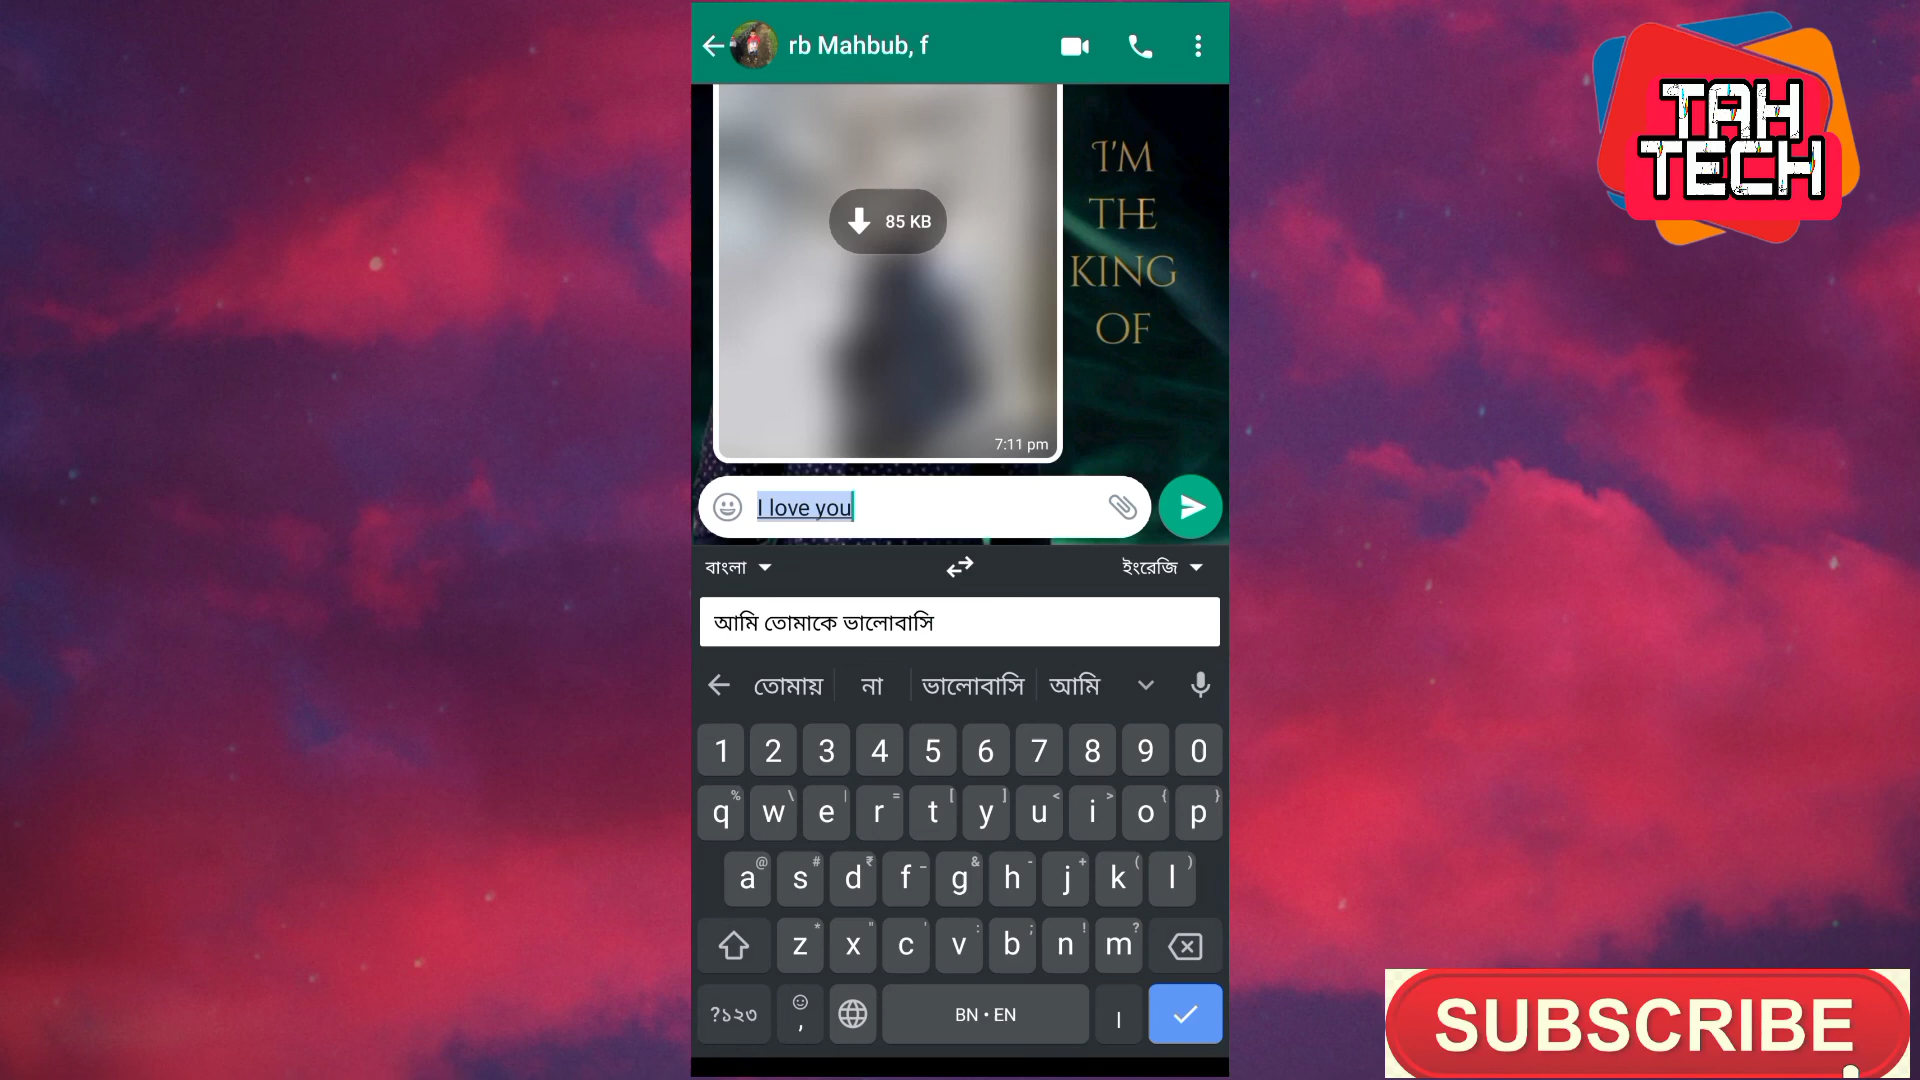 rb Mahbub, f
I'M
THE
KING
OF
85 KB
7:11 pm
I love you
বাংলা
ইংরেজি
আমি তোমাকে ভালোবাসি
তোমায় না ভালোবাসি আমি
1 2 3 4 5 6 7 8 9 0
% \ | = [ ] < > { }
q w e r t y u i o p
@ # ₹ _ & - + ( )
a s d f g h j k l
* " ' : ; ! ?
z x c v b n m
?১২৩ , BN • EN ।
TAH
TECH
SUBSCRIBE